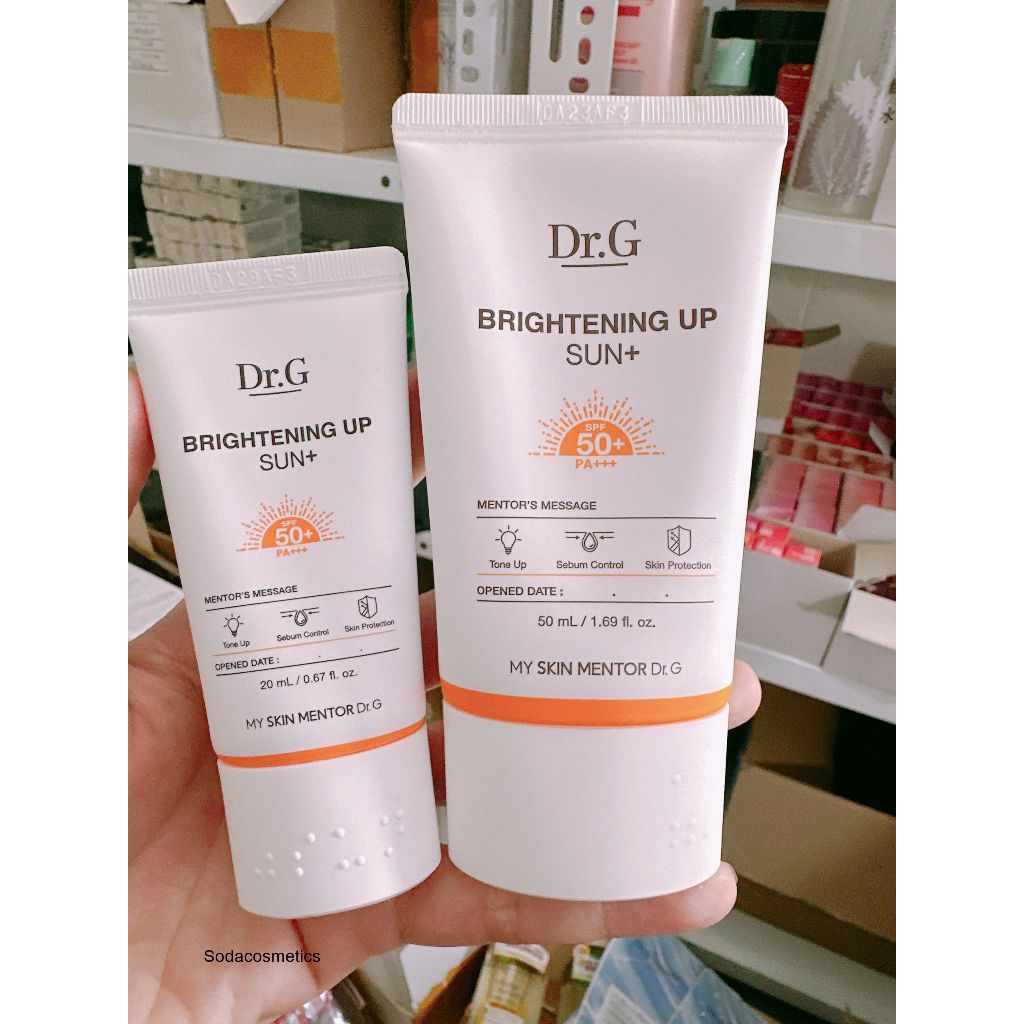 DA29AF3
Dr.G
BRIGHTENING UP
SUN+
SPF
50+
PA+++
MENTOR'S MESSAGE
Tone Up
Sebum Control
Skin Protection
OPENED DATE : . .
20 mL / 0.67 fl. oz.
MY SKIN MENTOR Dr.G
DA23AF3
Dr.G
BRIGHTENING UP
SUN+
SPF
50+
PA+++
MENTOR'S MESSAGE
Tone Up
Sebum Control
Skin Protection
OPENED DATE : . .
50 mL / 1.69 fl. oz.
MY SKIN MENTOR Dr.G
Sodacosmetics